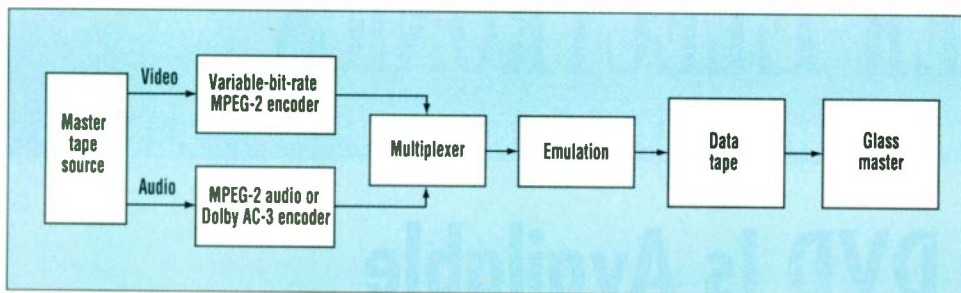 Master
tape
source
Video
Audio
Variable-bit-rate
MPEG-2 encoder
MPEG-2 audio or
Dolby AC-3 encoder
Multiplexer
Emulation
Data
tape
Glass
master
DVD Is Available